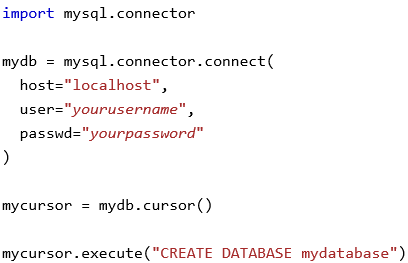 import mysql.connector
mydb = mysql.connector.connect(
  host="localhost",
  user="yourusername",
  passwd="yourpassword"
)
mycursor = mydb.cursor()
mycursor.execute("CREATE DATABASE mydatabase")